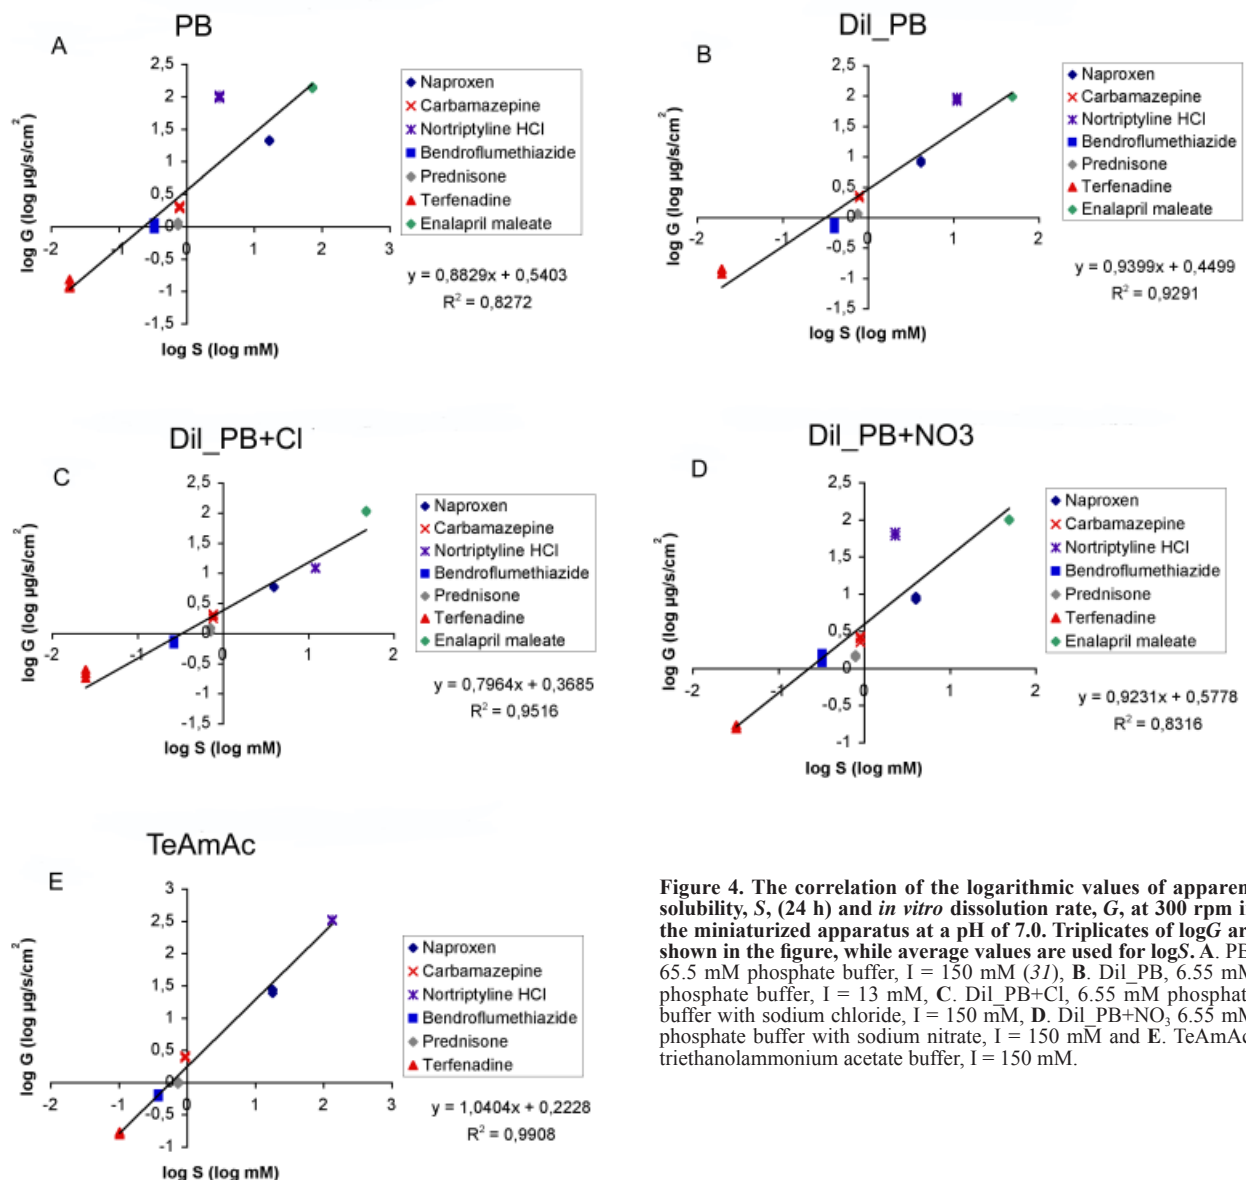 PB
A
2,5
2
1,5
1
0,5
0
-0,5
-1
-1,5
-2
-1
0
1
2
3
log G (log µg/s/cm²)
log S (log mM)
Naproxen
Carbamazepine
Nortriptyline HCl
Bendroflumethiazide
Prednisone
Terfenadine
Enalapril maleate
y = 0,8829x + 0,5403
R² = 0,8272
Dil_PB
B
2,5
2
1,5
1
0,5
0
-0,5
-1
-1,5
-2
-1
0
1
2
log G (log µg/s/cm²)
log S (log mM)
Naproxen
Carbamazepine
Nortriptyline HCl
Bendroflumethiazide
Prednisone
Terfenadine
Enalapril maleate
y = 0,9399x + 0,4499
R² = 0,9291
Dil_PB+Cl
C
2,5
2
1,5
1
0,5
0
-0,5
-1
-1,5
-2
-1
0
1
2
log G (log µg/s/cm²)
log S (log mM)
Naproxen
Carbamazepine
Nortriptyline HCl
Bendroflumethiazide
Prednisone
Terfenadine
Enalapril maleate
y = 0,7964x + 0,3685
R² = 0,9516
Dil_PB+NO3
D
2,5
2
1,5
1
0,5
0
-0,5
-1
-2
-1
0
1
2
log G (log µg/s/cm²)
log S (log mM)
Naproxen
Carbamazepine
Nortriptyline HCl
Bendroflumethiazide
Prednisone
Terfenadine
Enalapril maleate
y = 0,9231x + 0,5778
R² = 0,8316
TeAmAc
E
3
2,5
2
1,5
1
0,5
0
-0,5
-1
-2
-1
0
1
2
3
log G (log µg/s/cm²)
log S (log mM)
Naproxen
Carbamazepine
Nortriptyline HCl
Bendroflumethiazide
Prednisone
Terfenadine
y = 1,0404x + 0,2228
R² = 0,9908
Figure 4. The correlation of the logarithmic values of apparen
solubility, S, (24 h) and in vitro dissolution rate, G, at 300 rpm i
the miniaturized apparatus at a pH of 7.0. Triplicates of logG ar
shown in the figure, while average values are used for logS. A. PB
65.5 mM phosphate buffer, I = 150 mM (31), B. Dil_PB, 6.55 mM
phosphate buffer, I = 13 mM, C. Dil_PB+Cl, 6.55 mM phosphat
buffer with sodium chloride, I = 150 mM, D. Dil_PB+NO₃ 6.55 mM
phosphate buffer with sodium nitrate, I = 150 mM and E. TeAmAc
triethanolammonium acetate buffer, I = 150 mM.